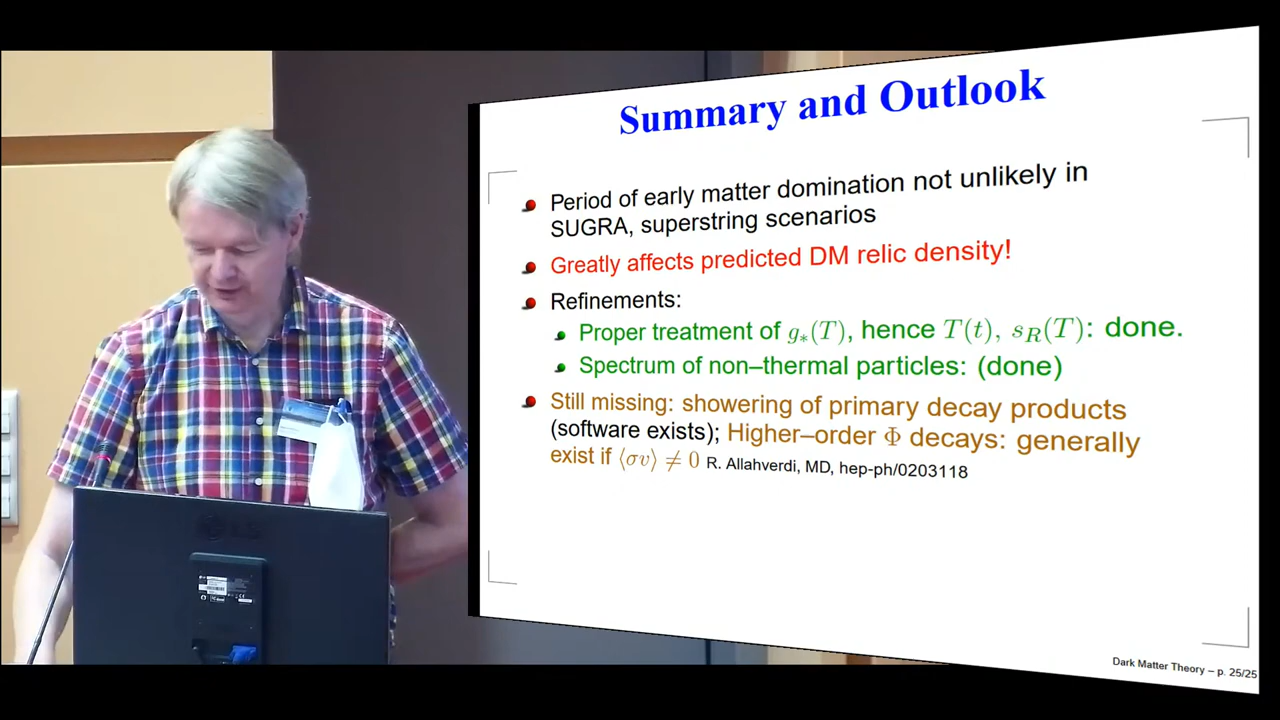 Summary and Outlook
Period of early matter domination not unlikely in
SUGRA, superstring scenarios
Greatly affects predicted DM relic density!
Refinements:
Proper treatment of g∗(T), hence T(t), s_R(T): done.
Spectrum of non–thermal particles: (done)
Still missing: showering of primary decay products
(software exists); Higher–order Φ decays: generally
exist if ⟨σv⟩ ≠ 0 R. Allahverdi, MD, hep-ph/0203118
Dark Matter Theory – p. 25/25